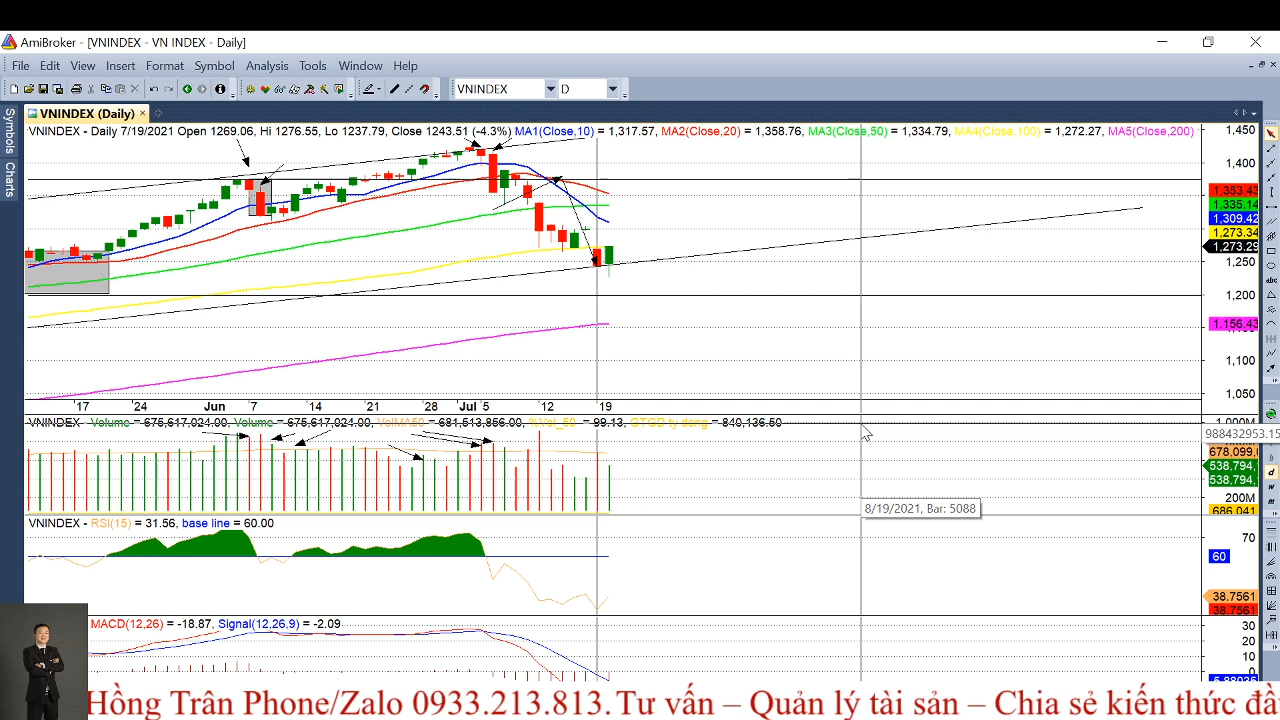 AmiBroker - [VNINDEX - VN INDEX - Daily]
File Edit View Insert Format Symbol Analysis Tools Window Help
VNINDEX D
VNINDEX (Daily)
Symbols
Charts
VNINDEX - Daily 7/19/2021 Open 1269.06, Hi 1276.55, Lo 1237.79, Close 1243.51 (-4.3%) MA1(Close,10) = 1,317.57, MA2(Close,20) = 1,358.76, MA3(Close,50) = 1,334.79, MA4(Close,100) = 1,272.27, MA5(Close,200)
1,450
1,400
1,353.43
1,335.14
1,309.42
1,273.34
1,273.29
1,250
1,200
1,156.43
1,100
1,050
17 24 Jun 7 14 21 28 Jul 5 12 19
VNINDEX - Volume = 675,617,024.00, Volume = 675,617,024.00, VolMA50 = 681,513,856.00, %Vol_50 = 99.13, GTGD ty dong = 840,136.50
1,000M
988432953.15
678,099,
538,794,
538,794,
200M
686,041
8/19/2021, Bar: 5088
VNINDEX - RSI(15) = 31.56, base line = 60.00
70
60
38.7561
38.7561
MACD(12,26) = -18.87, Signal(12,26,9) = -2.09
30
20
10
0
Hồng Trân Phone/Zalo 0933.213.813.Tư vấn – Quản lý tài sản – Chia sẻ kiến thức đầ